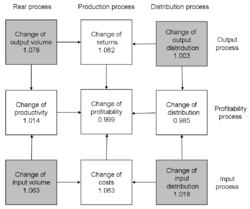 Real process
Production process
Distribution process
Change of
output volume
1.078
Change of
returns
1.082
Change of
output
distridution
1.003
Output
process
Change of
productivity
1.014
Change of
profitability
0.999
Change of
distribution
0.985
Profitability
process
Change of
input volume
1.063
Change of
costs
1.083
Change of
input
distribution
1.018
Input
process